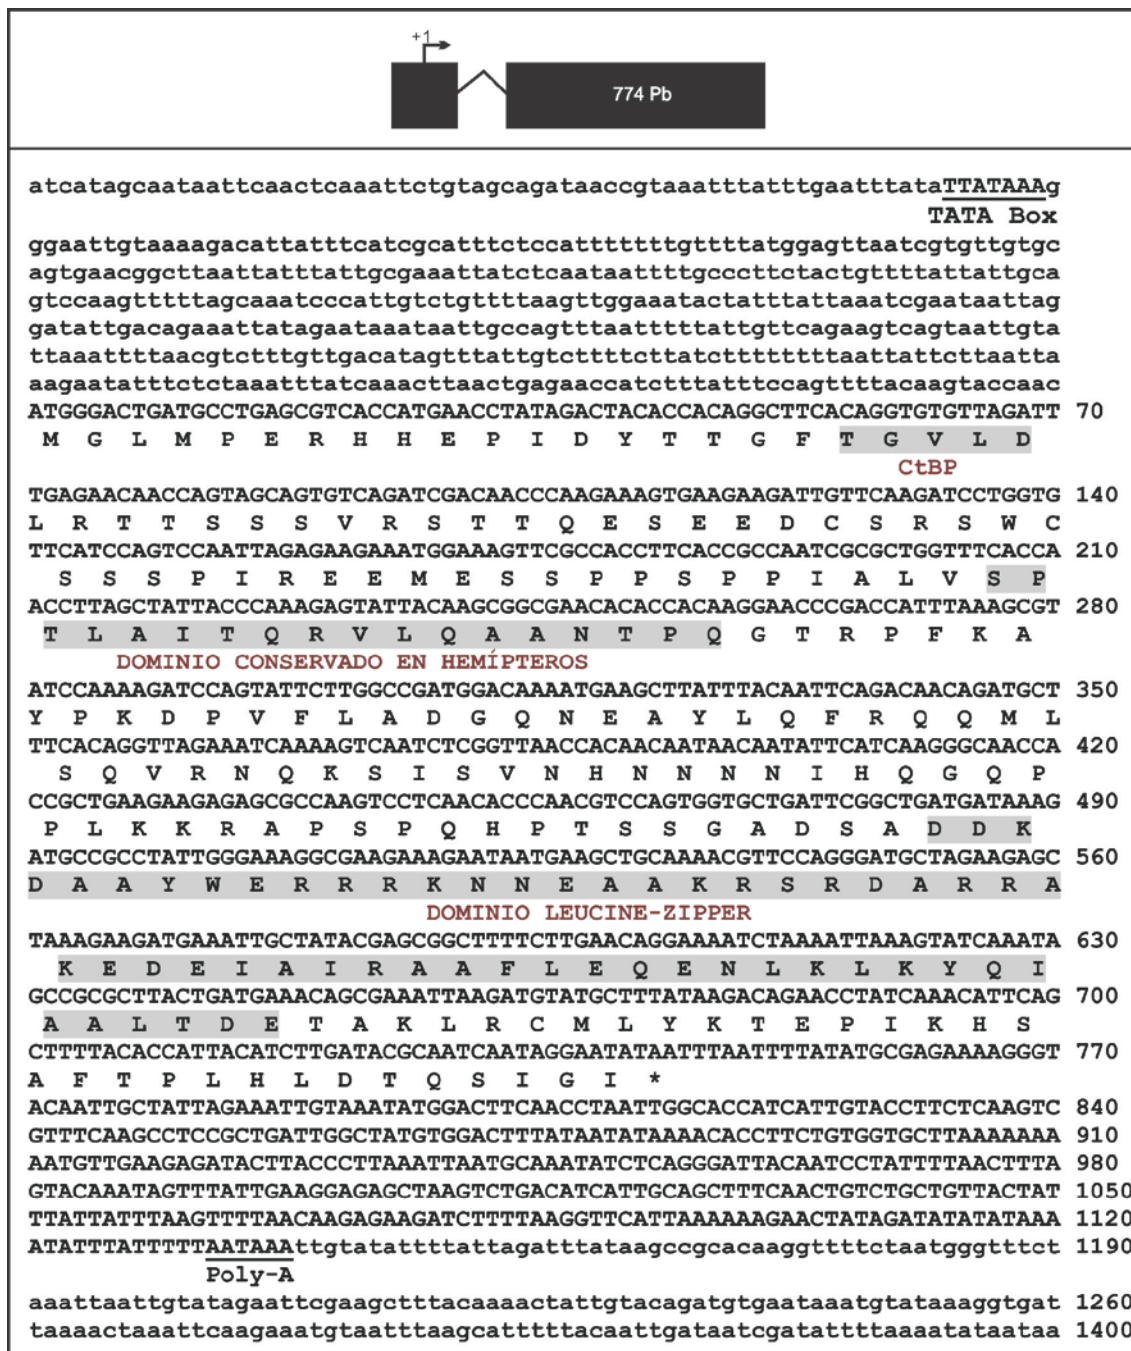 +1
774 Pb
atcatagcaataattcaactcaaattctgtagcagataaccgtaaatttatttgaatttataTTATAAAg
TATA Box
ggaattgtaaaagacattatttcatcgcatttctccatttttttgttttatggagttaatcgtgttgtgc
agtgaacggcttaattatttattgcgaaattatctcaataattttgcccttctactgttttattattgca
gtccaagtttttagcaaatcccattgtctgttttaagttggaaatactatttattaaatcgaataattag
gatattgacagaaattatagaataaataattgccagtttaatttttattgttcagaagtcagtaattgta
ttaaattttaacgtctttgttgacatagtttattgtcttttcttatcttttttttaattattcttaatta
aagaatatttctctaaatttatcaaacttaactgagaaccatctttatttccagttttacaagtaccaac
ATGGGACTGATGCCTGAGCGTCACCATGAACCTATAGACTACACCACAGGCTTCACAGGTGTGTTAGATT 70
M G L M P E R H H E P I D Y T T G F T G V L D
CtBP
TGAGAACAACCAGTAGCAGTGTCAGATCGACAACCCAAGAAAGTGAAGAAGATTGTTCAAGATCCTGGTG 140
L R T T S S S V R S T T Q E S E E D C S R S W C
TTCATCCAGTCCAATTAGAGAAGAAATGGAAAGTTCGCCACCTTCACCGCCAATCGCGCTGGTTTCACCA 210
S S S P I R E E M E S S P P S P P I A L V S P
ACCTTAGCTATTACCCAAAGAGTATTACAAGCGGCGAACACACCACAAGGAACCCGACCATTTAAAGCGT 280
T L A I T Q R V L Q A A N T P Q G T R P F K A
DOMINIO CONSERVADO EN HEMÍPTEROS
ATCCAAAAGATCCAGTATTCTTGGCCGATGGACAAAATGAAGCTTATTTACAATTCAGACAACAGATGCT 350
Y P K D P V F L A D G Q N E A Y L Q F R Q Q M L
TTCACAGGTTAGAAATCAAAAGTCAATCTCGGTTAACCACAACAATAACAATATTCATCAAGGGCAACCA 420
S Q V R N Q K S I S V N H N N N N I H Q G Q P
CCGCTGAAGAAGAGAGCGCCAAGTCCTCAACACCCAACGTCCAGTGGTGCTGATTCGGCTGATGATAAAG 490
P L K K R A P S P Q H P T S S G A D S A D D K
ATGCCGCCTATTGGGAAAGGCGAAGAAAGAATAATGAAGCTGCAAAACGTTCCAGGGATGCTAGAAGAGC 560
D A A Y W E R R R K N N E A A K R S R D A R R A
DOMINIO LEUCINE-ZIPPER
TAAAGAAGATGAAATTGCTATACGAGCGGCTTTTCTTGAACAGGAAAATCTAAAATTAAAGTATCAAATA 630
K E D E I A I R A A F L E Q E N L K L K Y Q I
GCCGCGCTTACTGATGAAACAGCGAAATTAAGATGTATGCTTTATAAGACAGAACCTATCAAACATTCAG 700
A A L T D E T A K L R C M L Y K T E P I K H S
CTTTTACACCATTACATCTTGATACGCAATCAATAGGAATATAATTTAATTTTATATGCGAGAAAAGGGT 770
A F T P L H L D T Q S I G I *
ACAATTGCTATTAGAAATTGTAAATATGGACTTCAACCTAATTGGCACCATCATTGTACCTTCTCAAGTC 840
GTTTCAAGCCTCCGCTGATTGGCTATGTGGACTTTATAATATAAAACACCTTCTGTGGTGCTTAAAAAAA 910
AATGTTGAAGAGATACTTACCCTTAAATTAATGCAAATATCTCAGGGATTACAATCCTATTTTAACTTTA 980
GTACAAATAGTTTATTGAAGGAGAGCTAAGTCTGACATCATTGCAGCTTTCAACTGTCTGCTGTTACTAT 1050
TTATTATTTAAGTTTTAACAAGAGAAGATCTTTTAAGGTTCATTAAAAAAGAACTATAGATATATATAAA 1120
ATATTTATTTTTAATAAAttgtatattttattagatttataagccgcacaaggttttctaatgggtttct 1190
Poly-A
aaattaattgtatagaattcgaagctttacaaaactattgtacagatgtgaataaatgtataaaggtgat 1260
taaaactaaattcaagaaatgtaatttaagcatttttacaattgataatcgatattttaaaatataataa 1400